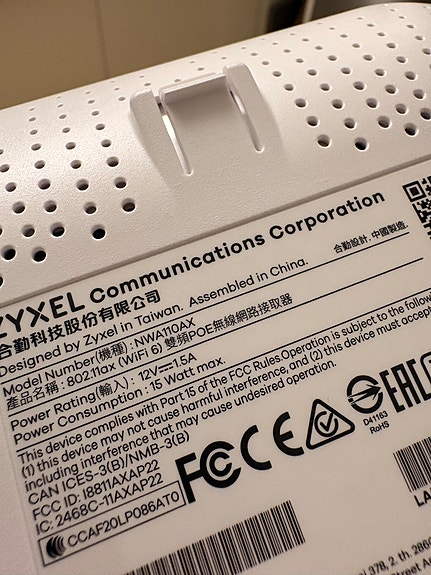 ZYXEL Communications Corporation
合勤科技股份有限公司
合勤設計. 中國製造.
Designed by Zyxel in Taiwan. Assembled in China.
Model Number(機種) : NWA110AX
產品名稱 : 802.11ax (WiFi 6) 雙頻POE無線網路接取器
Power Rating(輸入) : 12V⎓1.5A
Power Consumption : 15 Watt max.
This device complies with Part 15 of the FCC Rules.Operation is subject to the
(1) this device may not cause harmful interference, and (2) this device must accept
including interference that may cause undesired operation.
CAN ICES-3(B)/NMB-3(B)
FCC ID: I8811AXAP22
IC: 2468C-11AXAP22
CCAF20LP086AT0
FCC CE EAC
D41163
RoHS